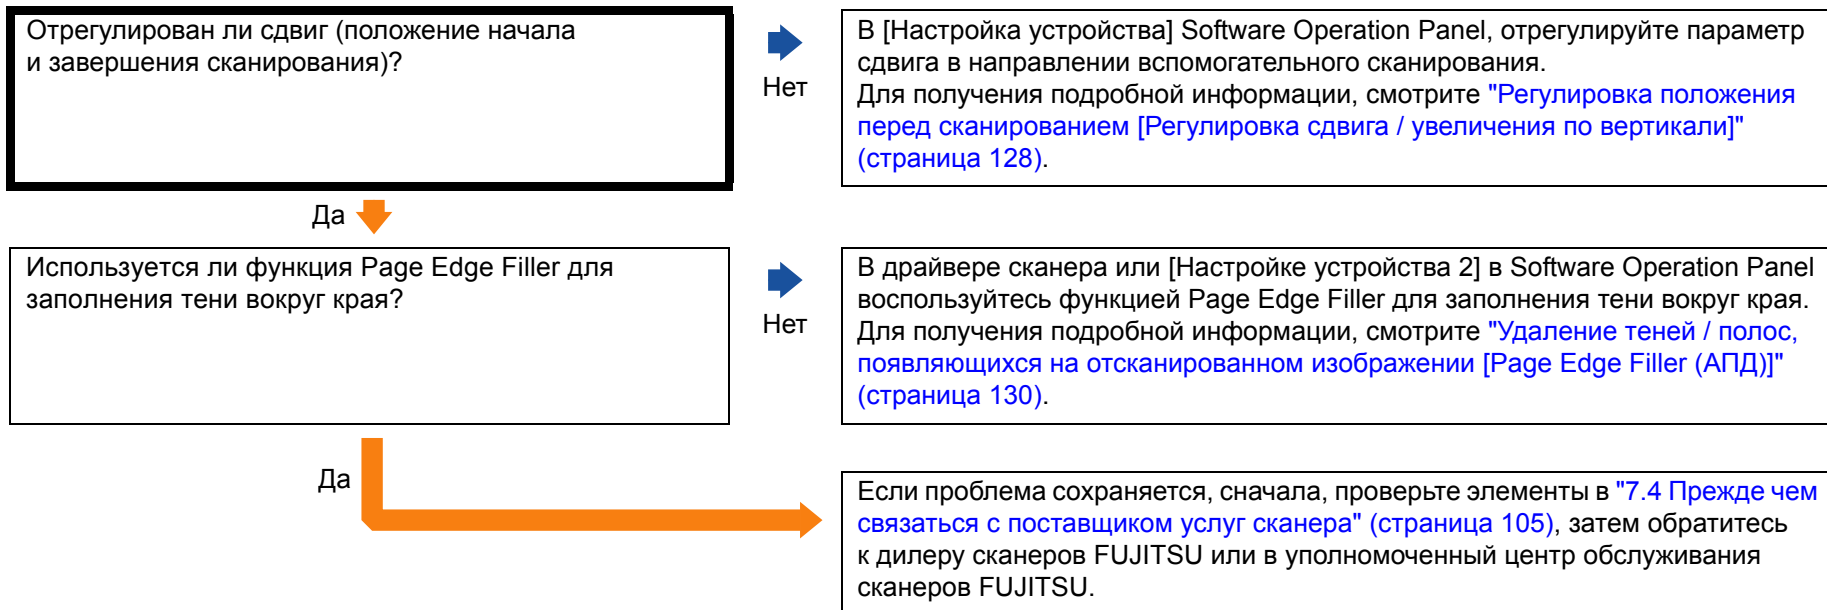 Отрегулирован ли сдвиг (положение начала
и завершения сканирования)?
Нет
В [Настройка устройства] Software Operation Panel, отрегулируйте параметр
сдвига в направлении вспомогательного сканирования.
Для получения подробной информации, смотрите "Регулировка положения
перед сканированием [Регулировка сдвига / увеличения по вертикали]"
(страница 128).
Да
Используется ли функция Page Edge Filler для
заполнения тени вокруг края?
Нет
В драйвере сканера или [Настройке устройства 2] в Software Operation Panel
воспользуйтесь функцией Page Edge Filler для заполнения тени вокруг края.
Для получения подробной информации, смотрите "Удаление теней / полос,
появляющихся на отсканированном изображении [Page Edge Filler (АПД)]"
(страница 130).
Да
Если проблема сохраняется, сначала, проверьте элементы в "7.4 Прежде чем
связаться с поставщиком услуг сканера" (страница 105), затем обратитесь
к дилеру сканеров FUJITSU или в уполномоченный центр обслуживания
сканеров FUJITSU.